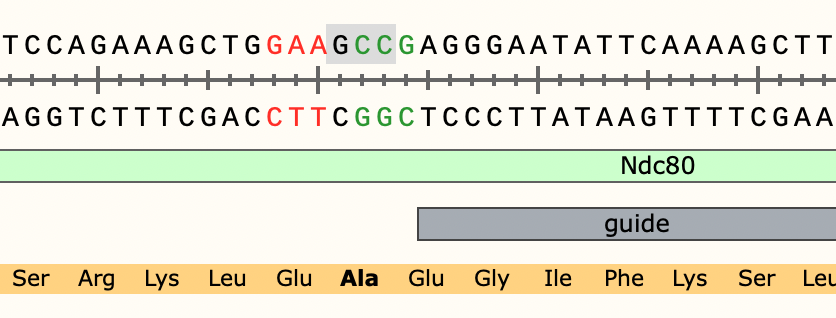 TCCAGAAAGCTGGAAGCCGAGGGAATATTCAAAAGCTT
AGGTCTTTCGACCTTCGGCTCCCTTATAAGTTTTCGAA
Ndc80
guide
Ser Arg Lys Leu Glu Ala Glu Gly Ile Phe Lys Ser Leu